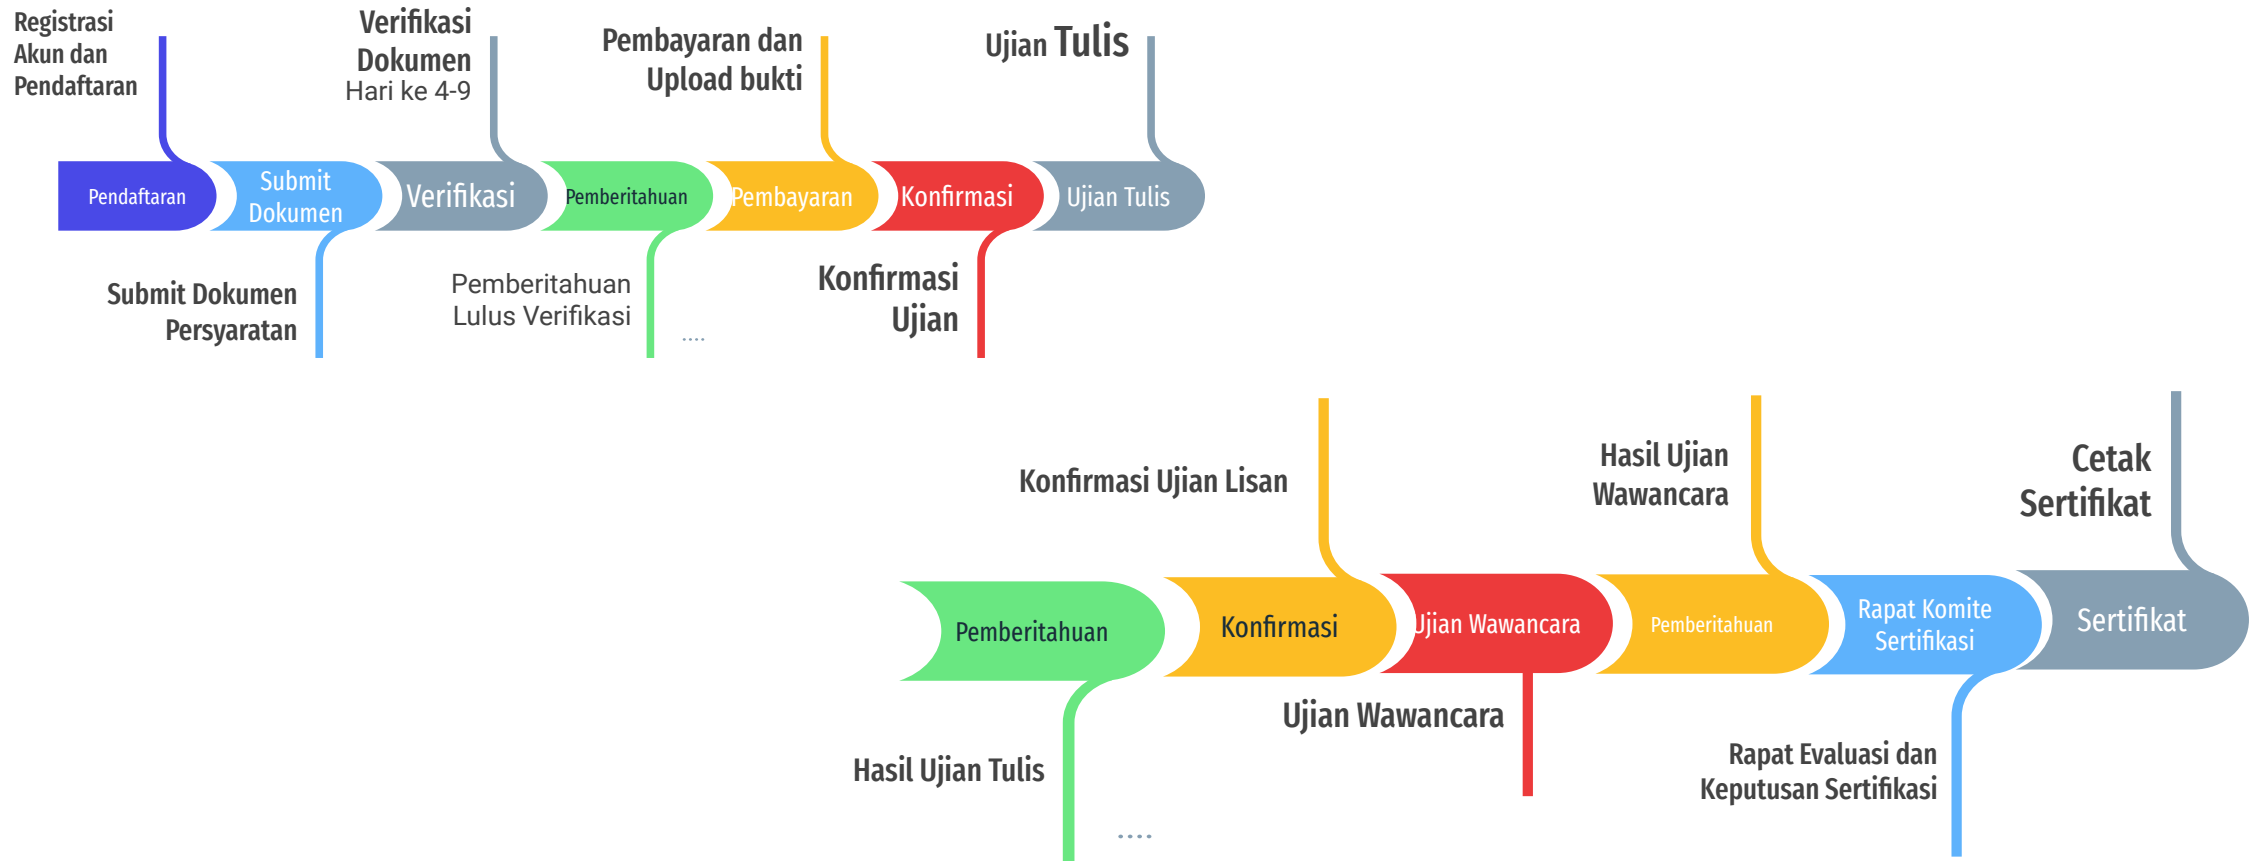 Registrasi
Akun dan
Pendaftaran
Verifikasi
Dokumen
Hari ke 4-9
Pembayaran dan
Upload bukti
Ujian Tulis
Pendaftaran
Submit
Dokumen
Verifikasi
Pemberitahuan
Pembayaran
Konfirmasi
Ujian Tulis
Submit Dokumen
Persyaratan
Pemberitahuan
Lulus Verifikasi
....
Konfirmasi
Ujian
Konfirmasi Ujian Lisan
Hasil Ujian
Wawancara
Cetak
Sertifikat
Pemberitahuan
Konfirmasi
Ujian Wawancara
Pemberitahuan
Rapat Komite
Sertifikasi
Sertifikat
Hasil Ujian Tulis
....
Ujian Wawancara
Rapat Evaluasi dan
Keputusan Sertifikasi